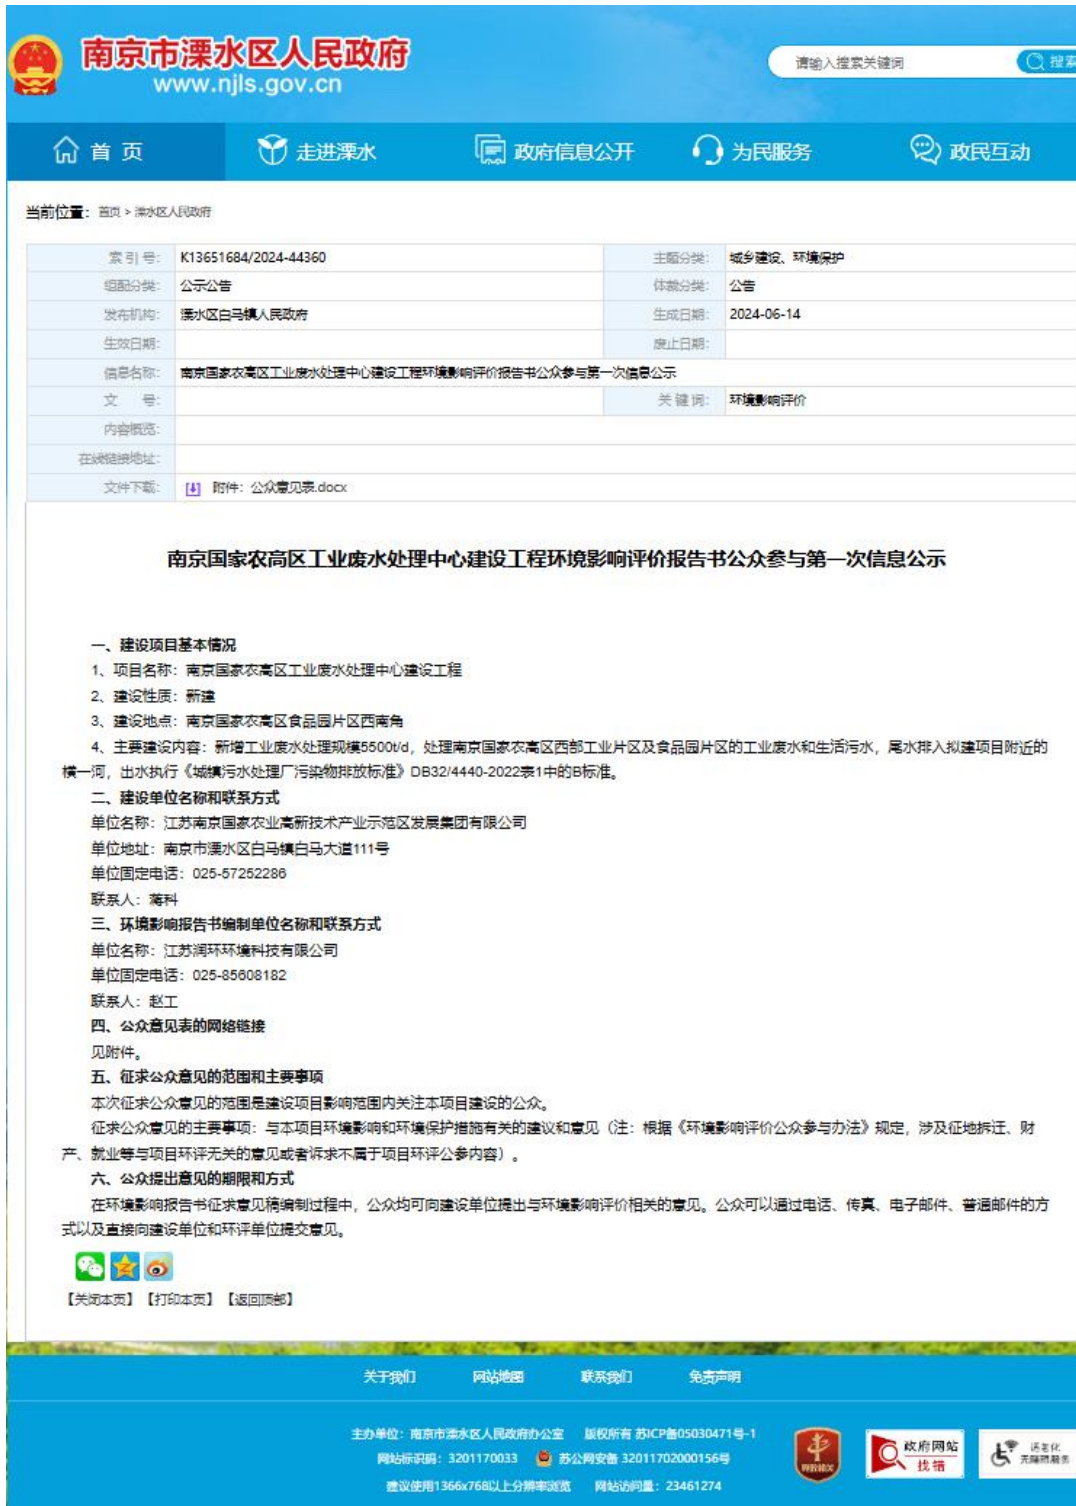 南京市溧水区人民政府
www.njls.gov.cn
请输入搜索关键词
搜索
首 页
走进溧水
政府信息公开
为民服务
政民互动
当前位置：首页 > 溧水区人民政府
索 引 号：K13651684/2024-44360
主题分类：城乡建设、环境保护
组配分类：公示公告
体裁分类：公告
发布机构：溧水区白马镇人民政府
生成日期：2024-06-14
生效日期：
废止日期：
信息名称：南京国家农高区工业废水处理中心建设工程环境影响评价报告书公众参与第一次信息公示
文 号：
关 键 词：环境影响评价
内容概览：
在线链接地址：
文件下载：附件：公众意见表.docx
南京国家农高区工业废水处理中心建设工程环境影响评价报告书公众参与第一次信息公示
一、建设项目基本情况
1、项目名称：南京国家农高区工业废水处理中心建设工程
2、建设性质：新建
3、建设地点：南京国家农高区食品园片区西南角
4、主要建设内容：新增工业废水处理规模5500t/d，处理南京国家农高区西部工业片区及食品园片区的工业废水和生活污水，尾水排入拟建项目附近的
横一河，出水执行《城镇污水处理厂污染物排放标准》DB32/4440-2022表1中的B标准。
二、建设单位名称和联系方式
单位名称：江苏南京国家农业高新技术产业示范区发展集团有限公司
单位地址：南京市溧水区白马镇白马大道111号
单位固定电话：025-57252286
联系人：蒋科
三、环境影响报告书编制单位名称和联系方式
单位名称：江苏润环环境科技有限公司
单位固定电话：025-85608182
联系人：赵工
四、公众意见表的网络链接
见附件。
五、征求公众意见的范围和主要事项
本次征求公众意见的范围是建设项目影响范围内关注本项目建设的公众。
征求公众意见的主要事项：与本项目环境影响和环境保护措施有关的建议和意见（注：根据《环境影响评价公众参与办法》规定，涉及征地拆迁、财
产、就业等与项目环评无关的意见或者诉求不属于项目环评公参内容）。
六、公众提出意见的期限和方式
在环境影响报告书征求意见稿编制过程中，公众均可向建设单位提出与环境影响评价相关的意见。公众可以通过电话、传真、电子邮件、普通邮件的方
式以及直接向建设单位和环评单位提交意见。
【关闭本页】【打印本页】【返回顶部】
关于我们
网站地图
联系我们
免责声明
主办单位：南京市溧水区人民政府办公室 版权所有 苏ICP备05030471号-1
网站标识码：3201170033 苏公网安备 32011702000156号
建议使用1366x768以上分辨率浏览 网站访问量：23461274
政府网站
找错
适老化
无障碍服务